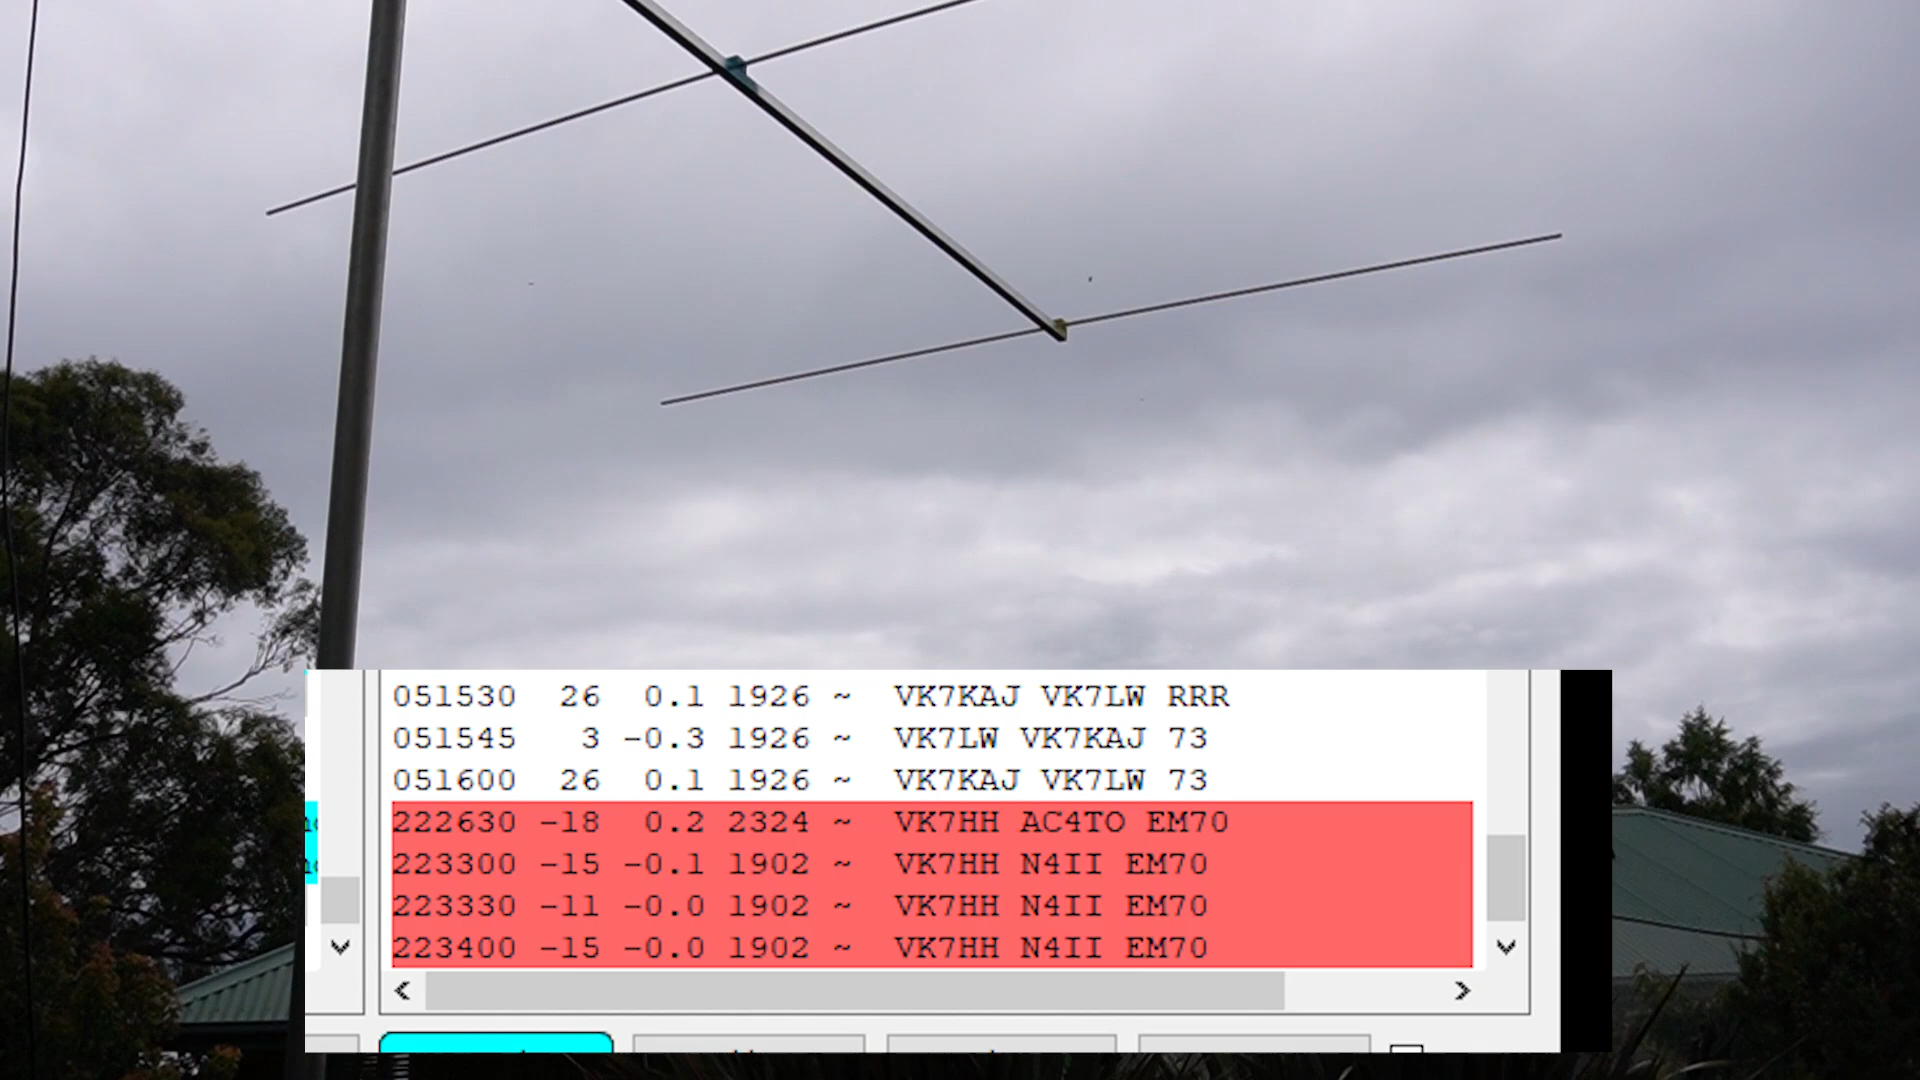 051530 26 0.1 1926 ~ VK7KAJ VK7LW RRR
051545 3 -0.3 1926 ~ VK7LW VK7KAJ 73
051600 26 0.1 1926 ~ VK7KAJ VK7LW 73
222630 -18 0.2 2324 ~ VK7HH AC4TO EM70
223300 -15 -0.1 1902 ~ VK7HH N4II EM70
223330 -11 -0.0 1902 ~ VK7HH N4II EM70
223400 -15 -0.0 1902 ~ VK7HH N4II EM70